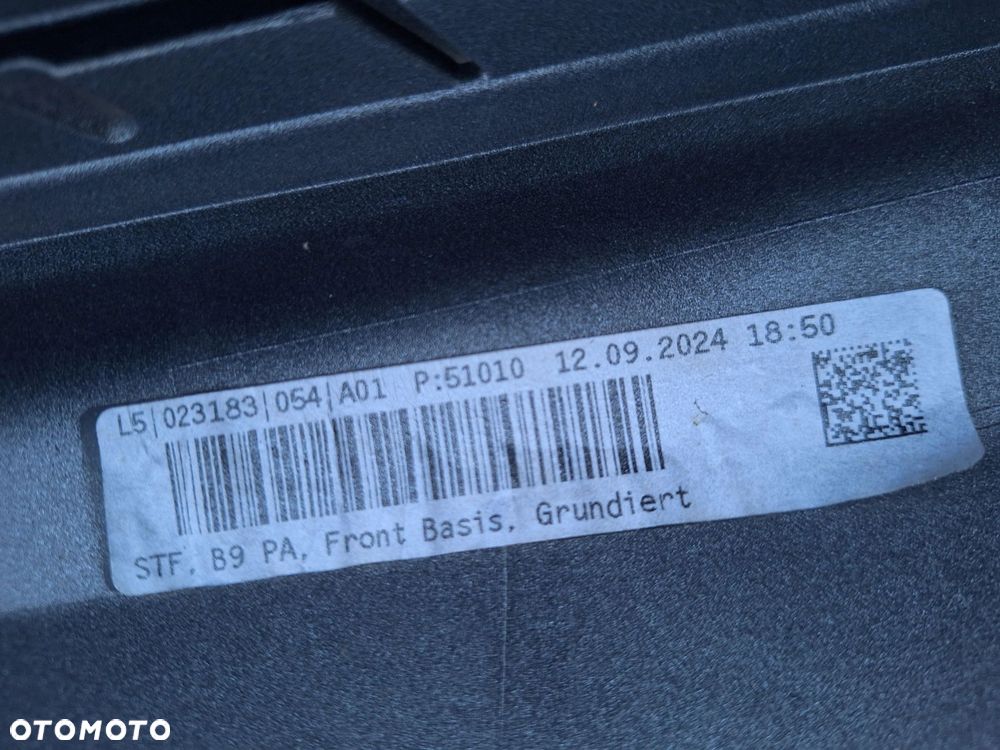 L5|023183|054|A01 P:51010 12.09.2024 18:50
STF. B9 PA, Front Basis, Grundiert
OTOMOTO